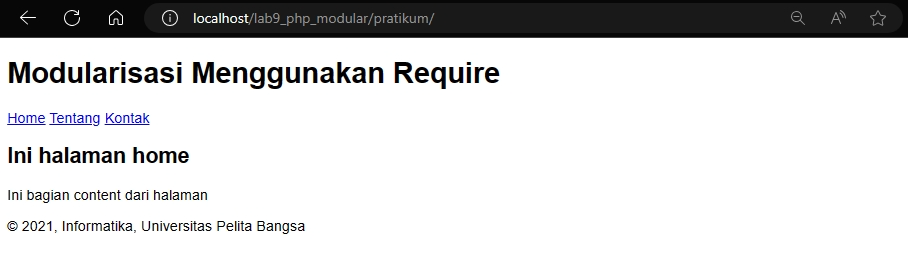 localhost/lab9_php_modular/pratikum/
Modularisasi Menggunakan Require
Home Tentang Kontak
Ini halaman home
Ini bagian content dari halaman
© 2021, Informatika, Universitas Pelita Bangsa